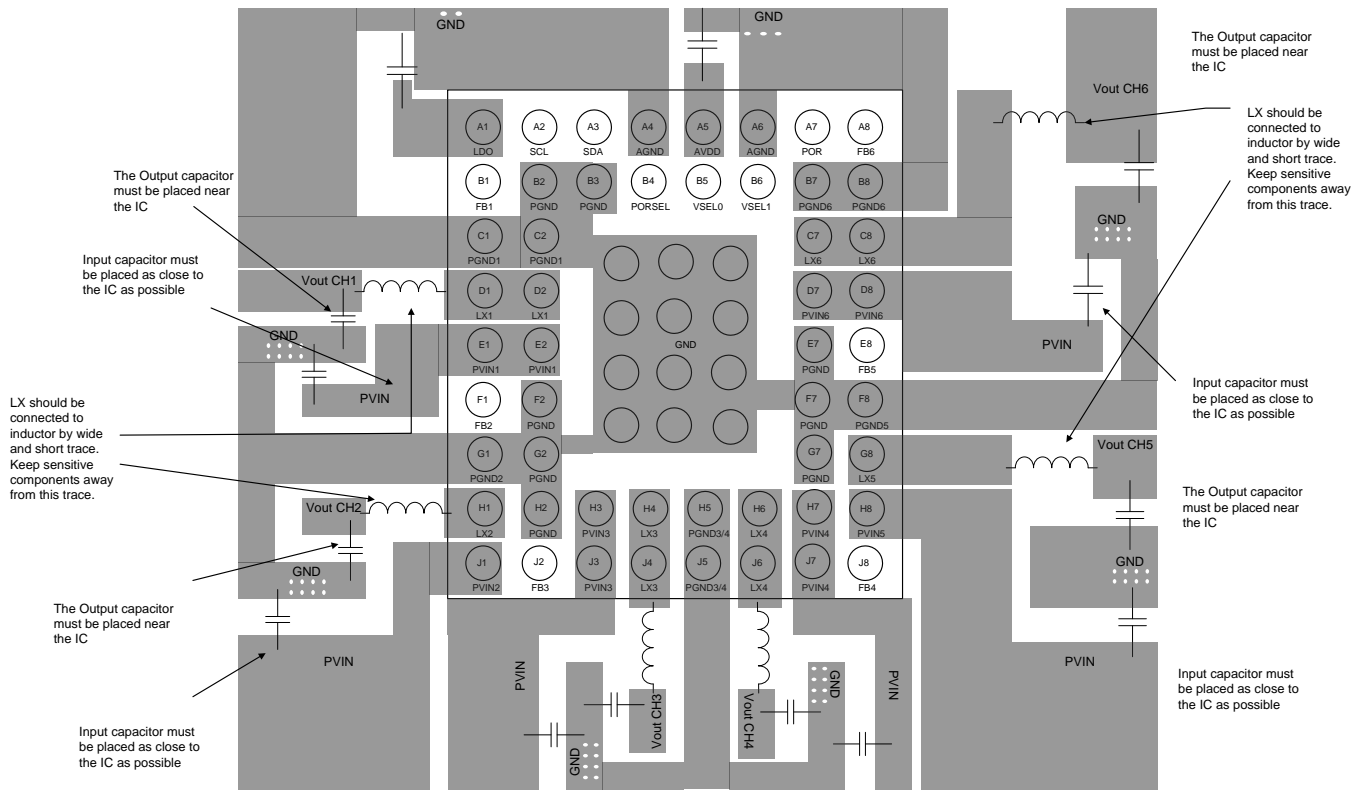 GND
GND
The Output capacitor
must be placed near
the IC
Vout CH6
LX should be
connected to
inductor by wide
and short trace.
Keep sensitive
components away
from this trace.
A1 A2 A3 A4 A5 A6 A7 A8
LDO SCL SDA AGND AVDD AGND POR FB6
The Output capacitor
must be placed near
the IC
B1 B2 B3 B4 B5 B6 B7 B8
FB1 PGND PGND PORSEL VSEL0 VSEL1 PGND6 PGND6
GND
C1 C2 C7 C8
PGND1 PGND1 LX6 LX6
Input capacitor must
be placed as close to
the IC as possible
Vout CH1
D1 D2 D7 D8
LX1 LX1 PVIN6 PVIN6
GND
E1 E2 GND E7 E8
PVIN1 PVIN1 PGND FB5
PVIN
PVIN
Input capacitor must
be placed as close to
the IC as possible
F1 F2 F7 F8
FB2 PGND PGND PGND5
LX should be
connected to
inductor by wide
and short trace.
Keep sensitive
components away
from this trace.
G1 G2 G7 G8
PGND2 PGND PGND LX5
Vout CH5
The Output capacitor
must be placed near
the IC
Vout CH2
H1 H2 H3 H4 H5 H6 H7 H8
LX2 PGND PVIN3 LX3 PGND3/4 LX4 PVIN4 PVIN5
GND
GND
J1 J2 J3 J4 J5 J6 J7 J8
PVIN2 FB3 PVIN3 LX3 PGND3/4 LX4 PVIN4 FB4
The Output capacitor
must be placed near
the IC
PVIN
PVIN
GND
PVIN
PVIN
Input capacitor must
be placed as close to
the IC as possible
Vout CH3
Vout CH4
Input capacitor must
be placed as close to
the IC as possible
GND